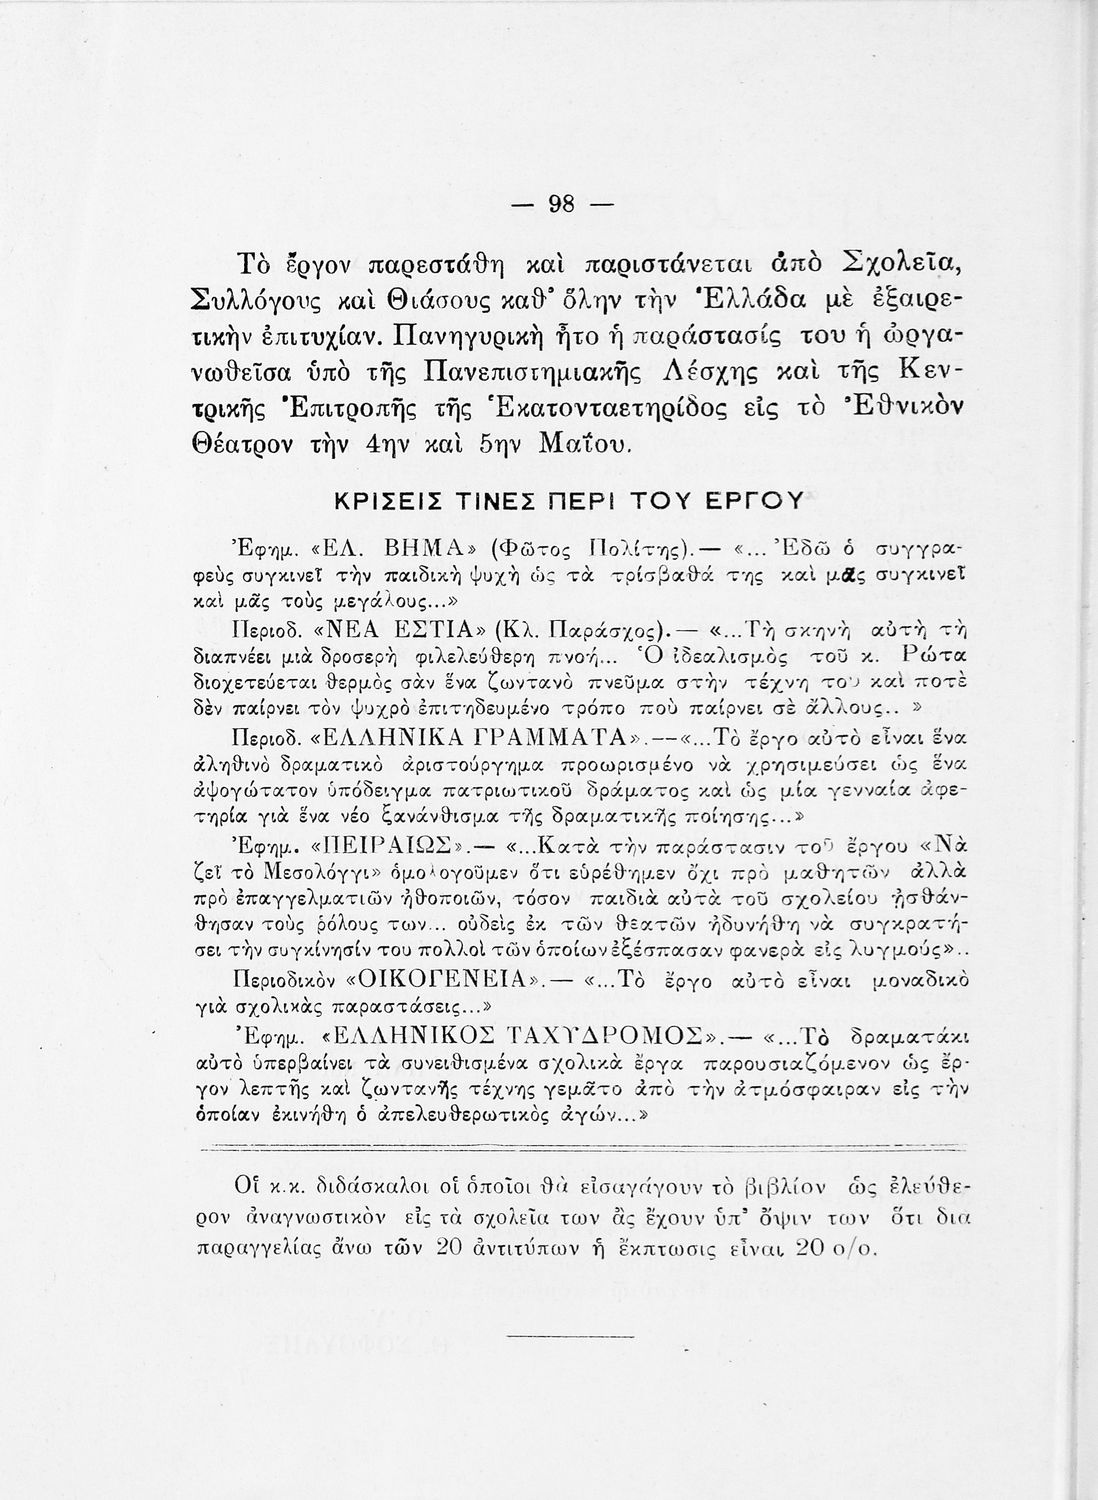 — 98 —
Τὸ ἔργον παρεστάθη καὶ παριστάνεται ἀπὸ Σχολεῖα,
Συλλόγους καὶ Θιάσους καθ’ ὅλην τὴν Ἑλλάδα μὲ ἐξαιρε-
τικὴν ἐπιτυχίαν. Πανηγυρικὴ ἦτο ἡ παράστασίς του ἡ ὠργα-
νωθεῖσα ὑπὸ τῆς Πανεπιστημιακῆς Λέσχης καὶ τῆς Κεν-
τρικῆς Ἐπιτροπῆς τῆς Ἑκατονταετηρίδος εἰς τὸ Ἐθνικὸν
Θέατρον τὴν 4ην καὶ 5ην Μαΐου.
ΚΡΙΣΕΙΣ ΤΙΝΕΣ ΠΕΡΙ ΤΟΥ ΕΡΓΟΥ
Ἐφημ. «ΕΛ. ΒΗΜΑ» (Φῶτος Πολίτης).— «... Ἐδῶ ὁ συγγρα-
φεὺς συγκινεῖ τὴν παιδικὴ ψυχὴ ὡς τὰ τρίσβαθά της καὶ μᾶς συγκινεῖ
καὶ μᾶς τοὺς μεγάλους...»
Περιοδ. «ΝΕΑ ΕΣΤΙΑ» (Κλ. Παράσχος).— «...Τὴ σκηνὴ αὐτὴ τὴ
διαπνέει μιὰ δροσερὴ φιλελεύθερη πνοή... Ὁ ἰδεαλισμὸς τοῦ κ. Ρώτα
διοχετεύεται θερμὸς σὰν ἕνα ζωντανὸ πνεῦμα στὴν τέχνη του καὶ ποτὲ
δὲν παίρνει τὸν ψυχρὸ ἐπιτηδευμένο τρόπο ποὺ παίρνει σὲ ἄλλους.. »
Περιοδ. «ΕΛΛΗΝΙΚΑ ΓΡΑΜΜΑΤΑ».—«...Τὸ ἔργο αὐτὸ εἶναι ἕνα
ἀληθινὸ δραματικὸ ἀριστούργημα προωρισμένο νὰ χρησιμεύσει ὡς ἕνα
ἀψογώτατον ὑπόδειγμα πατριωτικοῦ δράματος καὶ ὡς μία γενναία ἀφε-
τηρία γιὰ ἕνα νέο ξανάνθισμα τῆς δραματικῆς ποίησης...»
Ἐφημ. «ΠΕΙΡΑΙΩΣ».— «...Κατὰ τὴν παράστασιν τοῦ ἔργου «Νὰ
ζεῖ τὸ Μεσολόγγι» ὁμολογοῦμεν ὅτι εὑρέθημεν ὄχι πρὸ μαθητῶν ἀλλὰ
πρὸ ἐπαγγελματιῶν ἠθοποιῶν, τόσον παιδιὰ αὐτὰ τοῦ σχολείου ᾐσθάν-
θησαν τοὺς ρόλους των... οὐδεὶς ἐκ τῶν θεατῶν ἠδυνήθη νὰ συγκρατή-
σει τὴν συγκίνησίν του πολλοὶ τῶν ὁποίων ἐξέσπασαν φανερὰ εἰς λυγμούς»..
Περιοδικὸν «ΟΙΚΟΓΕΝΕΙΑ».— «...Τὸ ἔργο αὐτὸ εἶναι μοναδικὸ
γιὰ σχολικὰς παραστάσεις...»
Ἐφημ. «ΕΛΛΗΝΙΚΟΣ ΤΑΧΥΔΡΟΜΟΣ».— «...Τὸ δραματάκι
αὐτὸ ὑπερβαίνει τὰ συνειθισμένα σχολικὰ ἔργα παρουσιαζόμενον ὡς ἔρ-
γον λεπτῆς καὶ ζωντανῆς τέχνης γεμᾶτο ἀπὸ τὴν ἀτμόσφαιραν εἰς τὴν
ὁποίαν ἐκινήθη ὁ ἀπελευθερωτικὸς ἀγών...»
Οἱ κ.κ. διδάσκαλοι οἱ ὁποῖοι θὰ εἰσαγάγουν τὸ βιβλίον ὡς ἐλεύθε-
ρον ἀναγνωστικὸν εἰς τὰ σχολεῖα των ἂς ἔχουν ὑπ’ ὄψιν των ὅτι δια
παραγγελίας ἄνω τῶν 20 ἀντιτύπων ἡ ἔκπτωσις εἶναι 20 ο/ο.